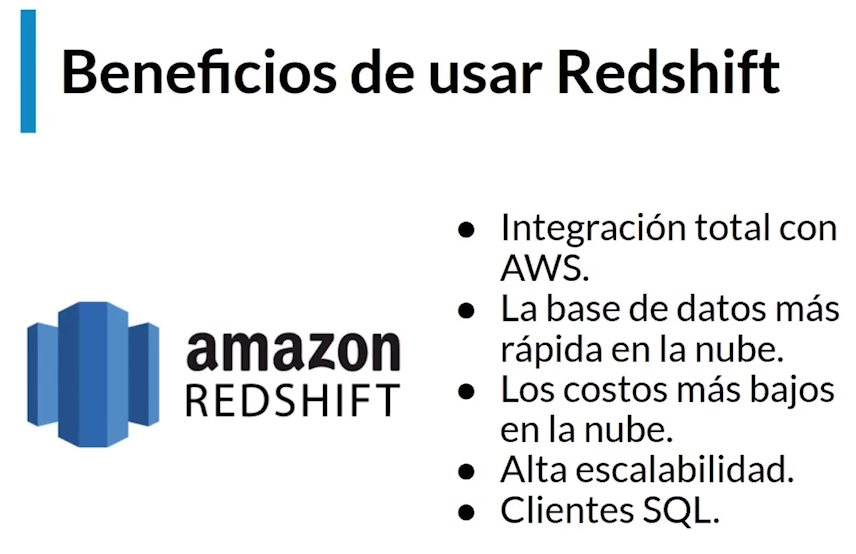 Beneficios de usar Redshift
amazon
REDSHIFT
● Integración total con
AWS.
● La base de datos más
rápida en la nube.
● Los costos más bajos
en la nube.
● Alta escalabilidad.
● Clientes SQL.